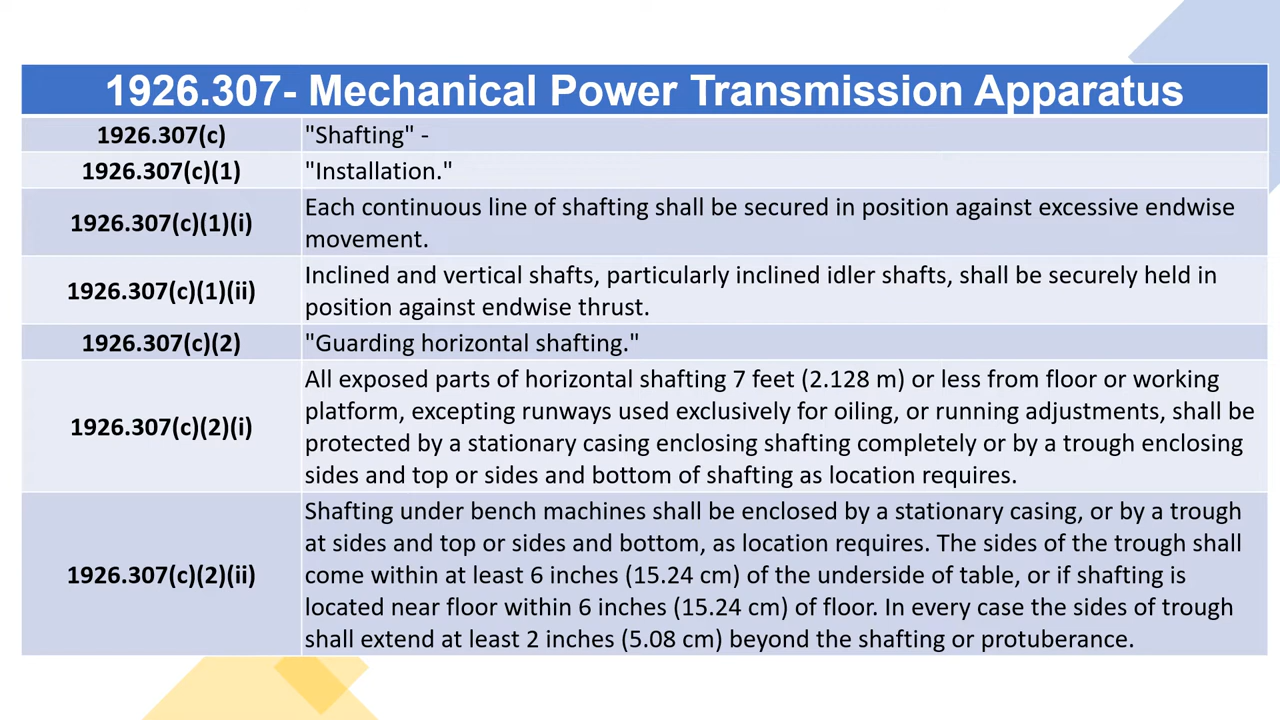 1926.307- Mechanical Power Transmission Apparatus
1926.307(c)
"Shafting" -
1926.307(c)(1)
"Installation."
1926.307(c)(1)(i)
Each continuous line of shafting shall be secured in position against excessive endwise
movement.
1926.307(c)(1)(ii)
Inclined and vertical shafts, particularly inclined idler shafts, shall be securely held in
position against endwise thrust.
1926.307(c)(2)
"Guarding horizontal shafting."
1926.307(c)(2)(i)
All exposed parts of horizontal shafting 7 feet (2.128 m) or less from floor or working
platform, excepting runways used exclusively for oiling, or running adjustments, shall be
protected by a stationary casing enclosing shafting completely or by a trough enclosing
sides and top or sides and bottom of shafting as location requires.
1926.307(c)(2)(ii)
Shafting under bench machines shall be enclosed by a stationary casing, or by a trough
at sides and top or sides and bottom, as location requires. The sides of the trough shall
come within at least 6 inches (15.24 cm) of the underside of table, or if shafting is
located near floor within 6 inches (15.24 cm) of floor. In every case the sides of trough
shall extend at least 2 inches (5.08 cm) beyond the shafting or protuberance.